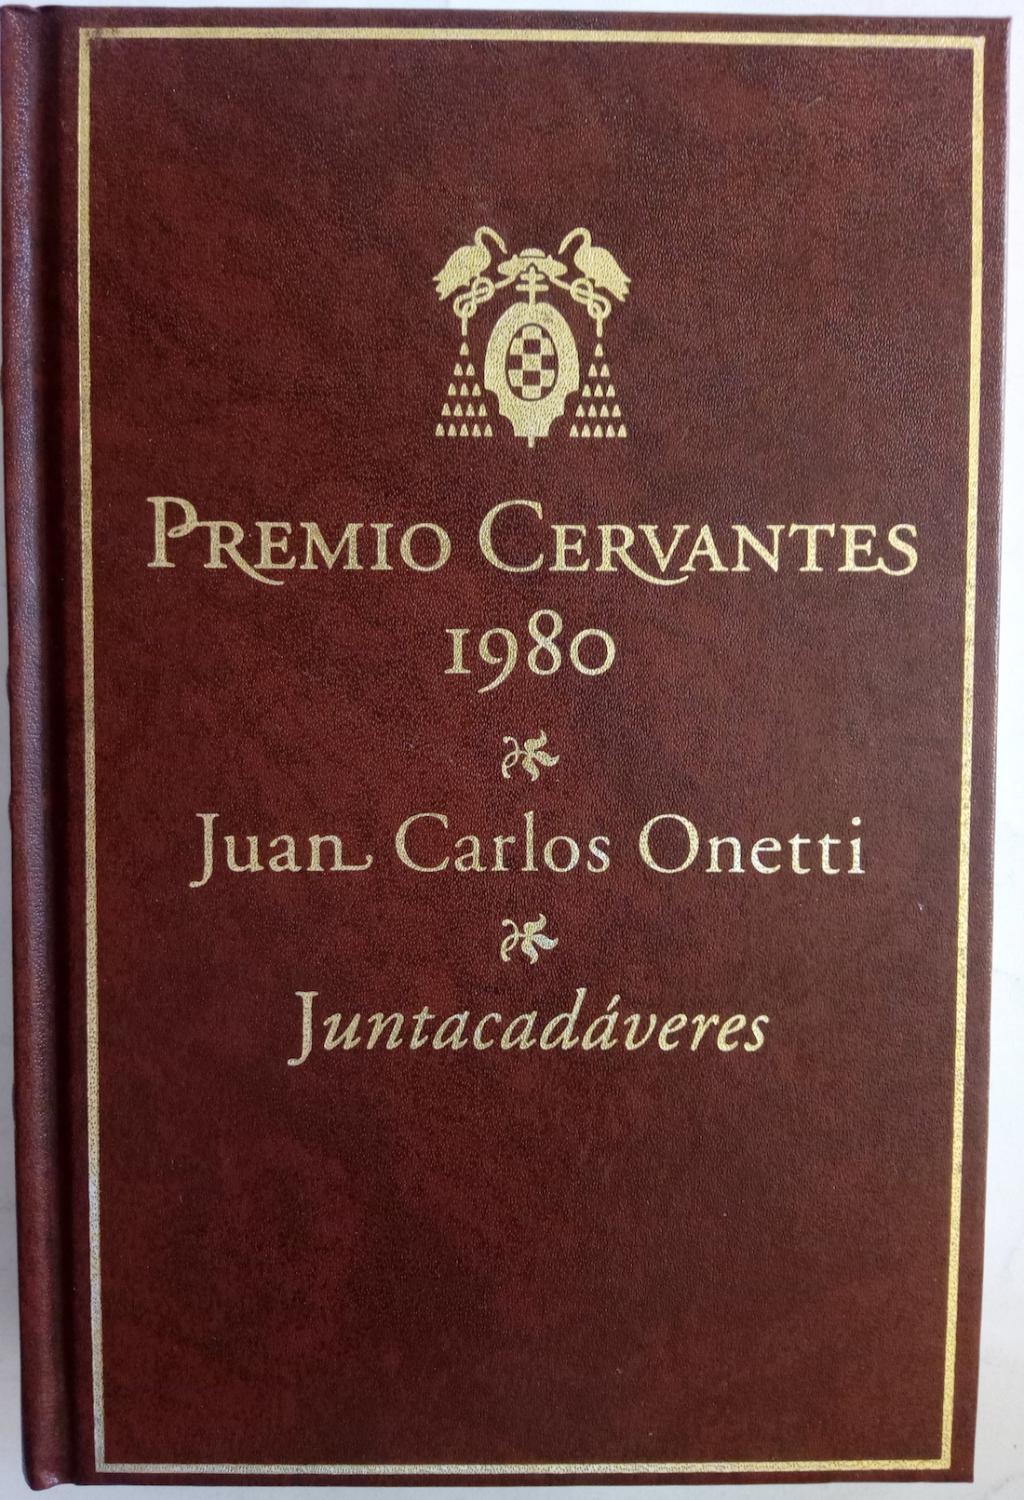 PREMIO CERVANTES
1980
Juan Carlos Onetti
Juntacadáveres